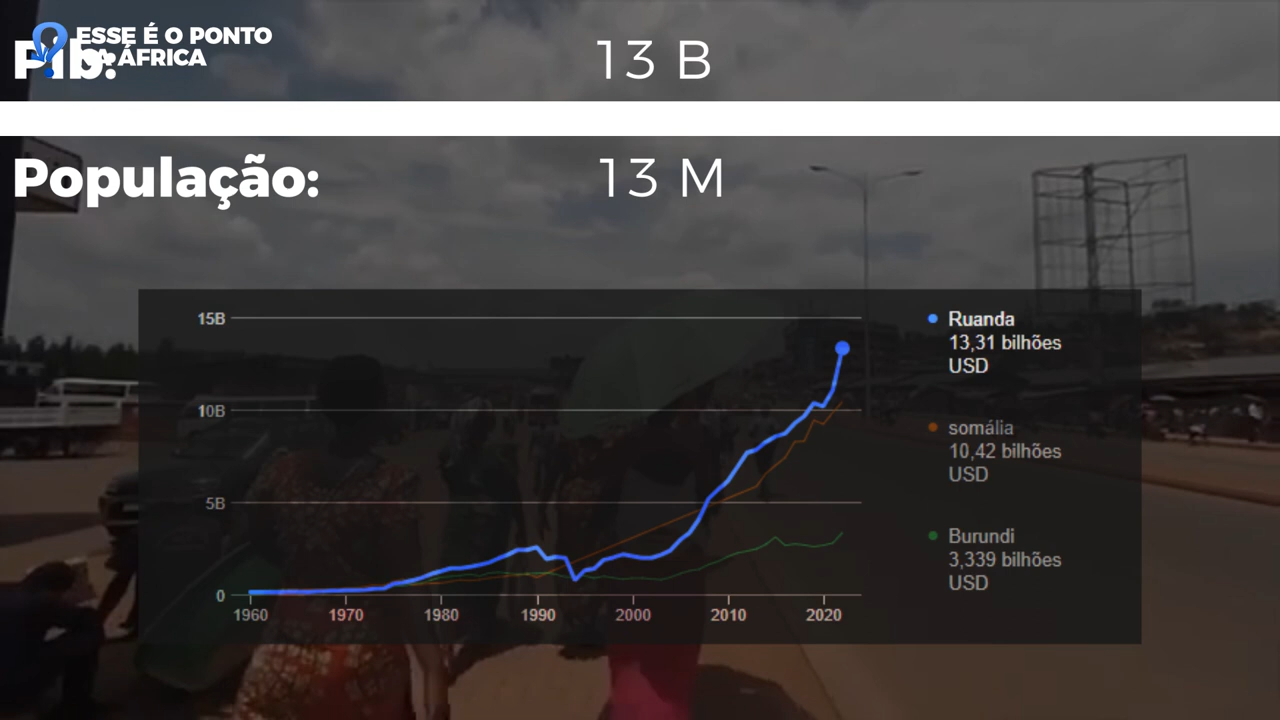 ESSE É O PONTO
NA ÁFRICA
Pib:
13 B
População:
13 M
15B
10B
5B
0
1960
1970
1980
1990
2000
2010
2020
Ruanda
13,31 bilhões
USD
somália
10,42 bilhões
USD
Burundi
3,339 bilhões
USD